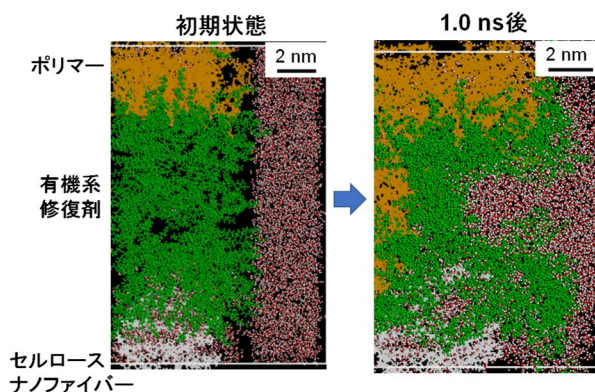 初期状態
1.0 ns後
2 nm
2 nm
ポリマー
有機系
修復剤
セルロース
ナノファイバー